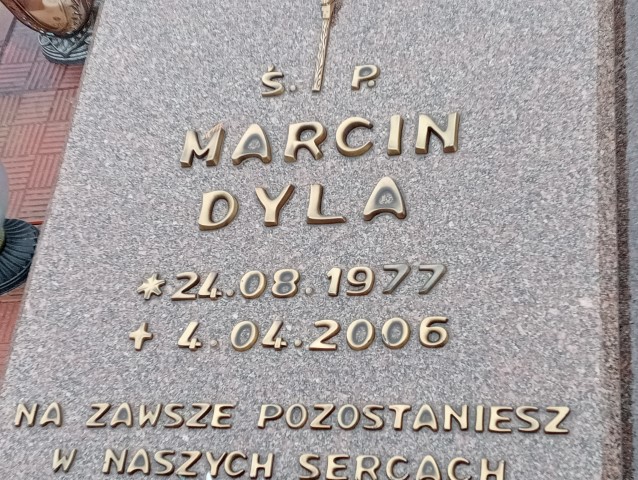 Ś. P.
MARCIN
DYLA
*24.08.1977
+ 4.04.2006
NA ZAWSZE POZOSTANIESZ
W NASZYCH SERCACH